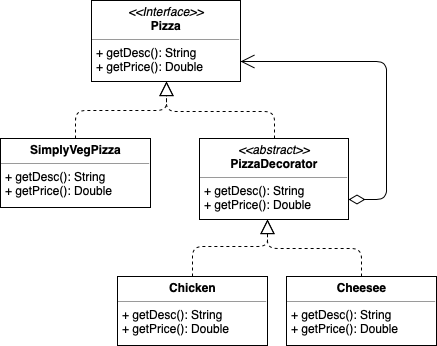 <<Interface>>
Pizza
+ getDesc(): String
+ getPrice(): Double
SimplyVegPizza
+ getDesc(): String
+ getPrice(): Double
<<abstract>>
PizzaDecorator
+ getDesc(): String
+ getPrice(): Double
Chicken
+ getDesc(): String
+ getPrice(): Double
Cheesee
+ getDesc(): String
+ getPrice(): Double